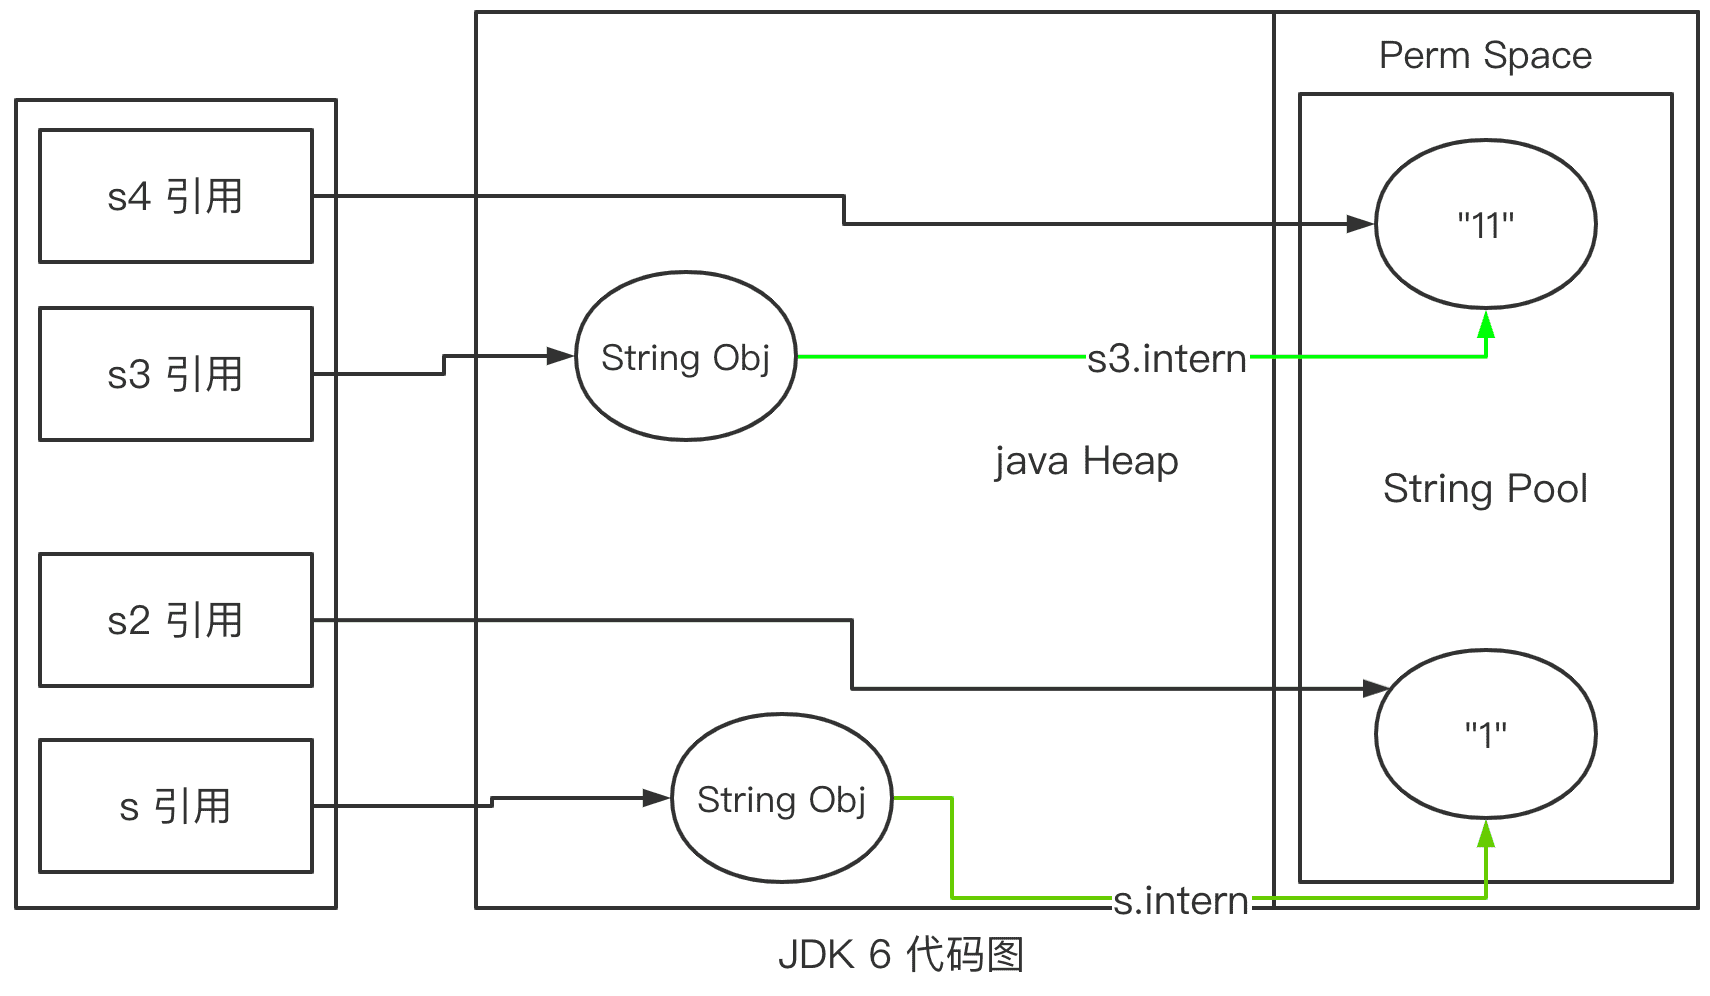 Perm Space
s4 引用
"11"
s3 引用
String Obj
s3.intern
java Heap
String Pool
s2 引用
"1"
s 引用
String Obj
s.intern
JDK 6 代码图